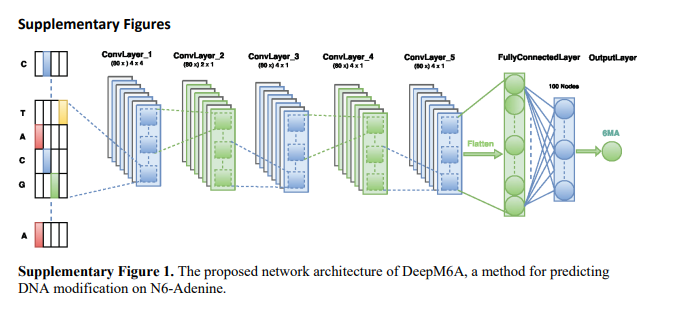 Supplementary Figures
ConvLayer_1 ConvLayer_2 ConvLayer_3 ConvLayer_4 ConvLayer_5 FullyConnectedLayer OutputLayer
(80 x) 4 x 4 (80 x) 2 x 1 (80 x) 4 x 1 (80 x) 4 x 1 (80 x) 4 x 1
100 Nodes
C
T
A
C
G
A
Flatten
6MA
Supplementary Figure 1. The proposed network architecture of DeepM6A, a method for predicting
DNA modification on N6-Adenine.